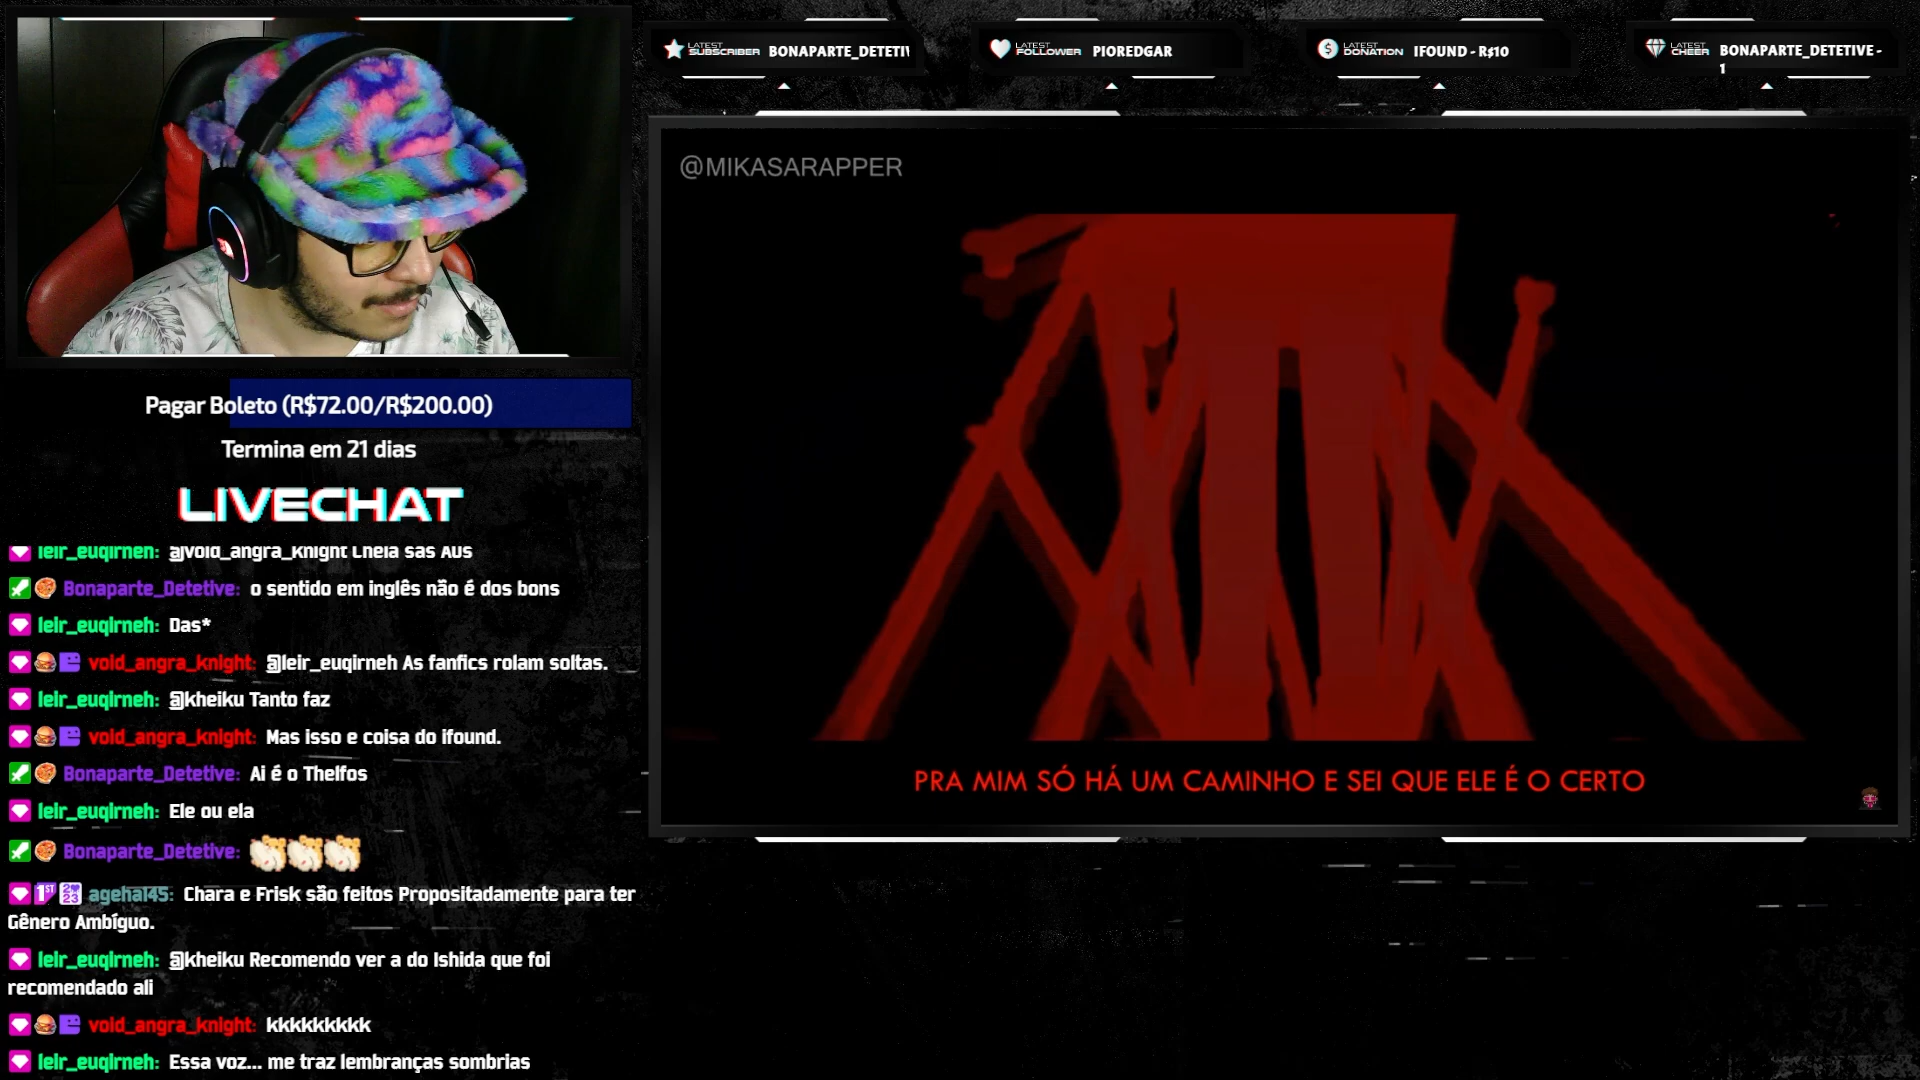 LATEST SUBSCRIBER BONAPARTE_DETETIV
LATEST FOLLOWER PIOREDGAR
LATEST DONATION IFOUND - R$10
LATEST CHEER BONAPARTE_DETETIVE -
1
@MIKASARAPPER
Pagar Boleto (R$72.00/R$200.00)
Termina em 21 dias
LIVECHAT
leir_euqirneh: @void_angra_knight Cheia sas AUs
Bonaparte_Detetive: o sentido em inglês não é dos bons
leir_euqirneh: Das*
void_angra_knight: @leir_euqirneh As fanfics rolam soltas.
leir_euqirneh: @kheiku Tanto faz
void_angra_knight: Mas isso e coisa do ifound.
Bonaparte_Detetive: Ai é o Thelfos
leir_euqirneh: Ele ou ela
Bonaparte_Detetive:
1ST 2023 agehal45: Chara e Frisk são feitos Propositadamente para ter
Gênero Ambíguo.
leir_euqirneh: @kheiku Recomendo ver a do Ishida que foi
recomendado ali
void_angra_knight: kkkkkkkkk
leir_euqirneh: Essa voz... me traz lembranças sombrias
PRA MIM SÓ HÁ UM CAMINHO E SEI QUE ELE É O CERTO